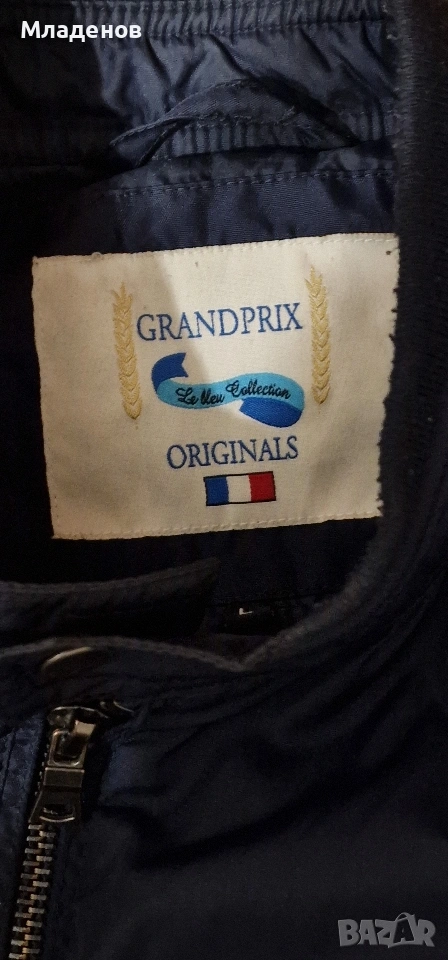 Младенов
GRANDPRIX
Le bleu Collection
ORIGINALS
L
BAZAR